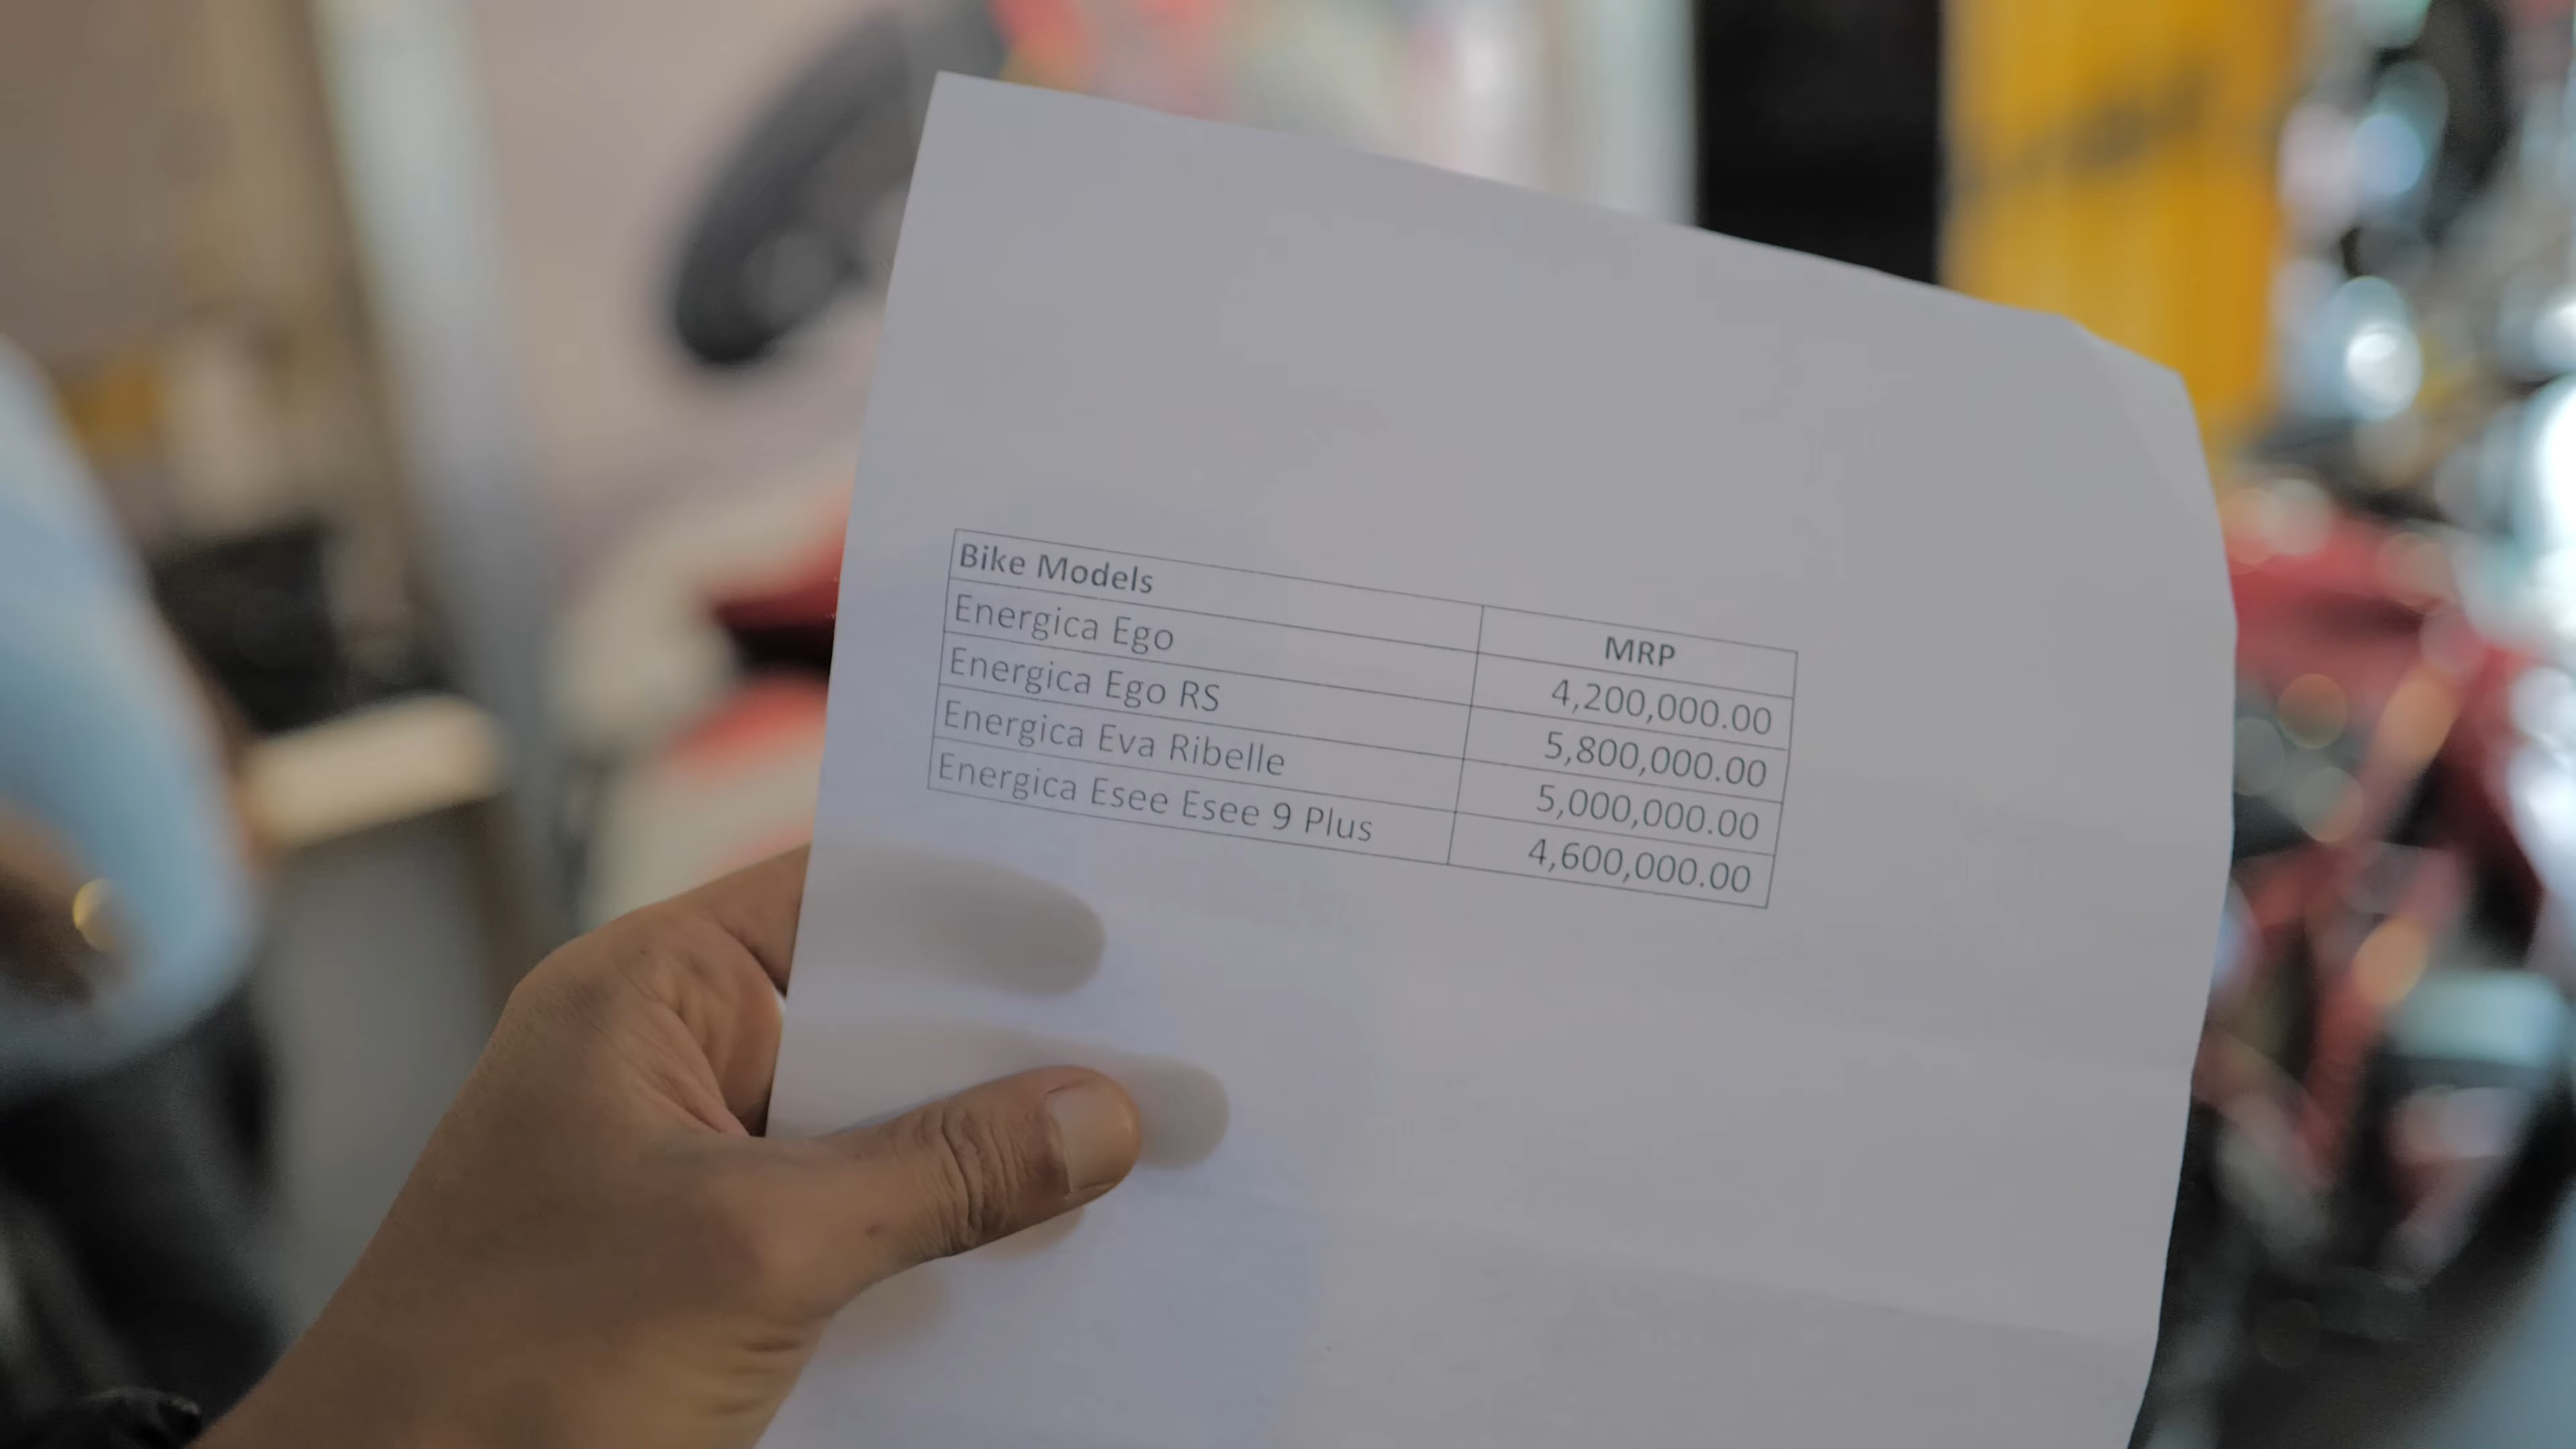 Bike Models MRP
Energica Ego 4,200,000.00
Energica Ego RS 5,800,000.00
Energica Eva Ribelle 5,000,000.00
Energica Esee Esee 9 Plus 4,600,000.00